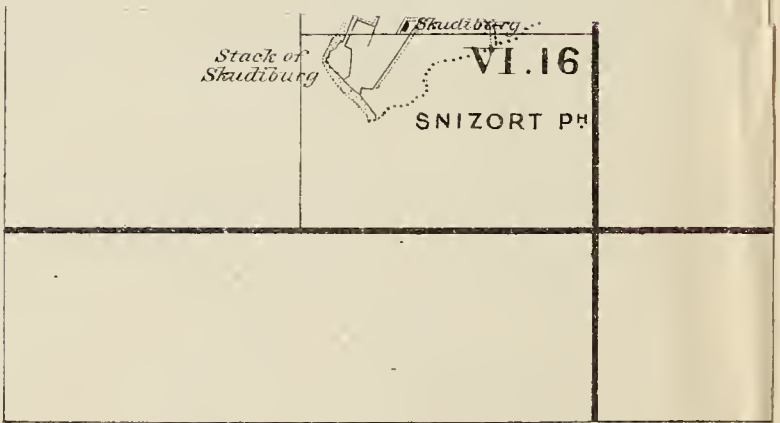 Skudiburg
Stack of
Skudiburg
VI.16
SNIZORT PH